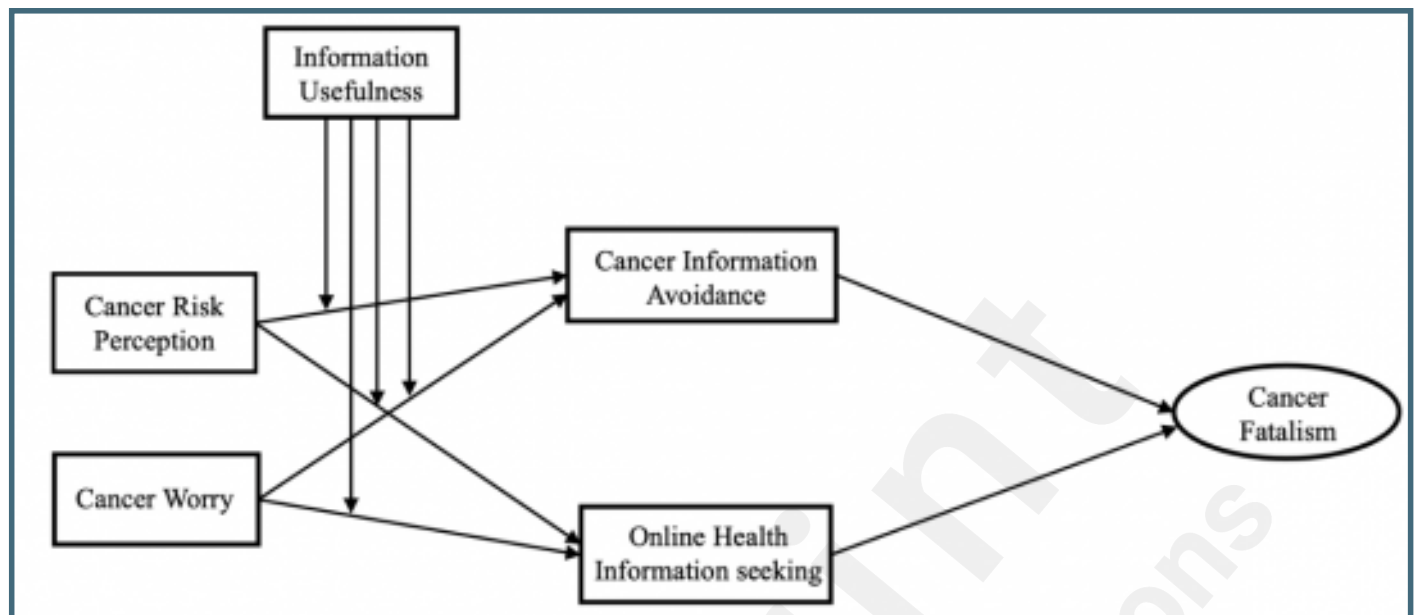 Information
Usefulness
Cancer Information
Avoidance
Cancer Risk
Perception
Cancer
Fatalism
Cancer Worry
Online Health
Information seeking